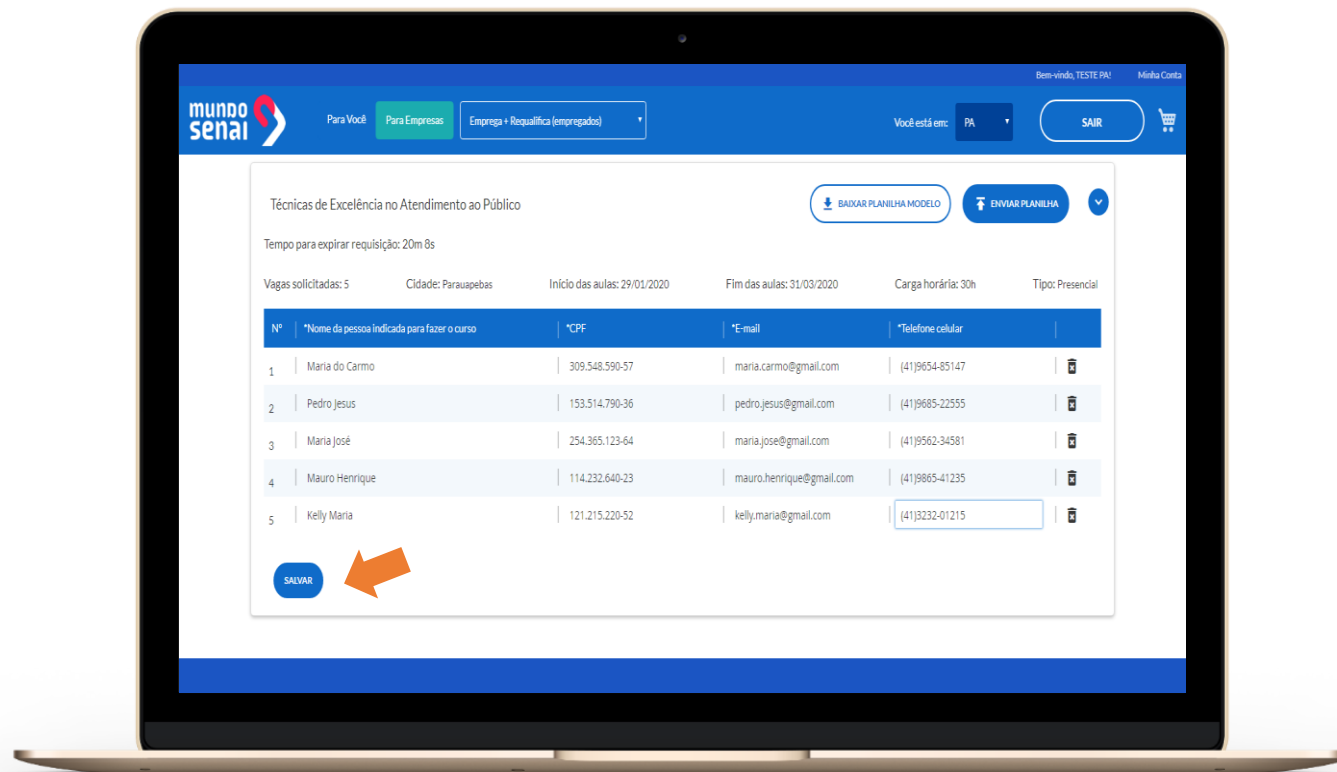 Bem-vindo, TESTE PA! Minha Conta
mundo senai
Para Você Para Empresas Emprega + Requalifica (empregados) Você está em: PA SAIR
Técnicas de Excelência no Atendimento ao Público BAIXAR PLANILHA MODELO ENVIAR PLANILHA
Tempo para expirar requisição: 20m 8s
Vagas solicitadas: 5 Cidade: Parauapebas Início das aulas: 29/01/2020 Fim das aulas: 31/03/2020 Carga horária: 30h Tipo: Presencial
Nº *Nome da pessoa indicada para fazer o curso *CPF *E-mail *Telefone celular
1 Maria do Carmo 309.548.590-57 maria.carmo@gmail.com (41)9654-85147
2 Pedro Jesus 153.514.790-36 pedro.jesus@gmail.com (41)9685-22555
3 Maria José 254.365.123-64 maria.jose@gmail.com (41)9562-34581
4 Mauro Henrique 114.232.640-23 mauro.henrique@gmail.com (41)9865-41235
5 Kelly Maria 121.215.220-52 kelly.maria@gmail.com (41)3232-01215
SALVAR